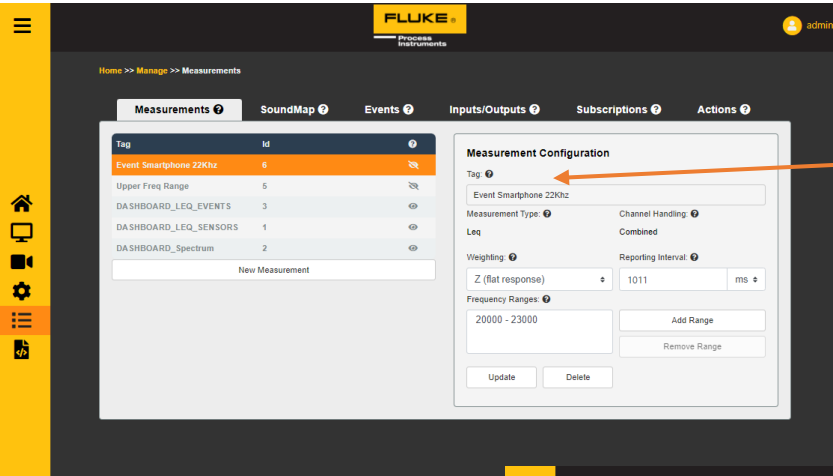 FLUKE®
Process
Instruments
admin
Home >> Manage >> Measurements
Measurements ?
SoundMap ?
Events ?
Inputs/Outputs ?
Subscriptions ?
Actions ?
Tag Id ?
Event Smartphone 22Khz 6
Upper Freq Range 5
DASHBOARD_LEQ_EVENTS 3
DASHBOARD_LEQ_SENSORS 1
DASHBOARD_Spectrum 2
New Measurement
Measurement Configuration
Tag: ?
Event Smartphone 22Khz
Measurement Type: ? Channel Handling: ?
Leq Combined
Weighting: ? Reporting Interval: ?
Z (flat response) 1011 ms
Frequency Ranges: ?
20000 - 23000 Add Range
Remove Range
Update Delete